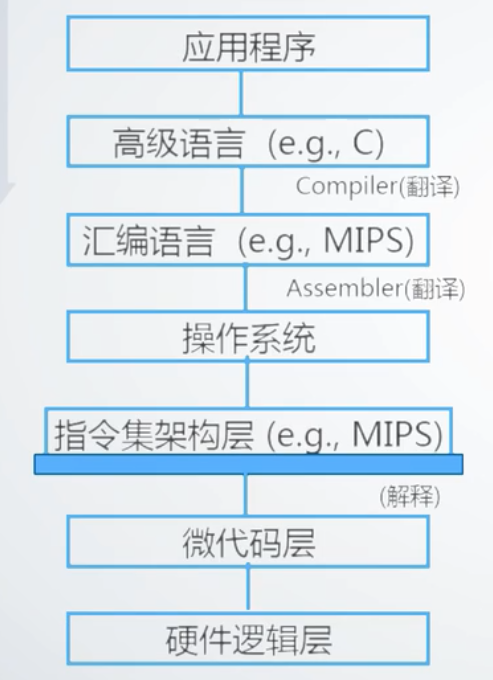 应用程序
高级语言 (e.g., C)
Compiler(翻译)
汇编语言 (e.g., MIPS)
Assembler(翻译)
操作系统
指令集架构层 (e.g., MIPS)
(解释)
微代码层
硬件逻辑层